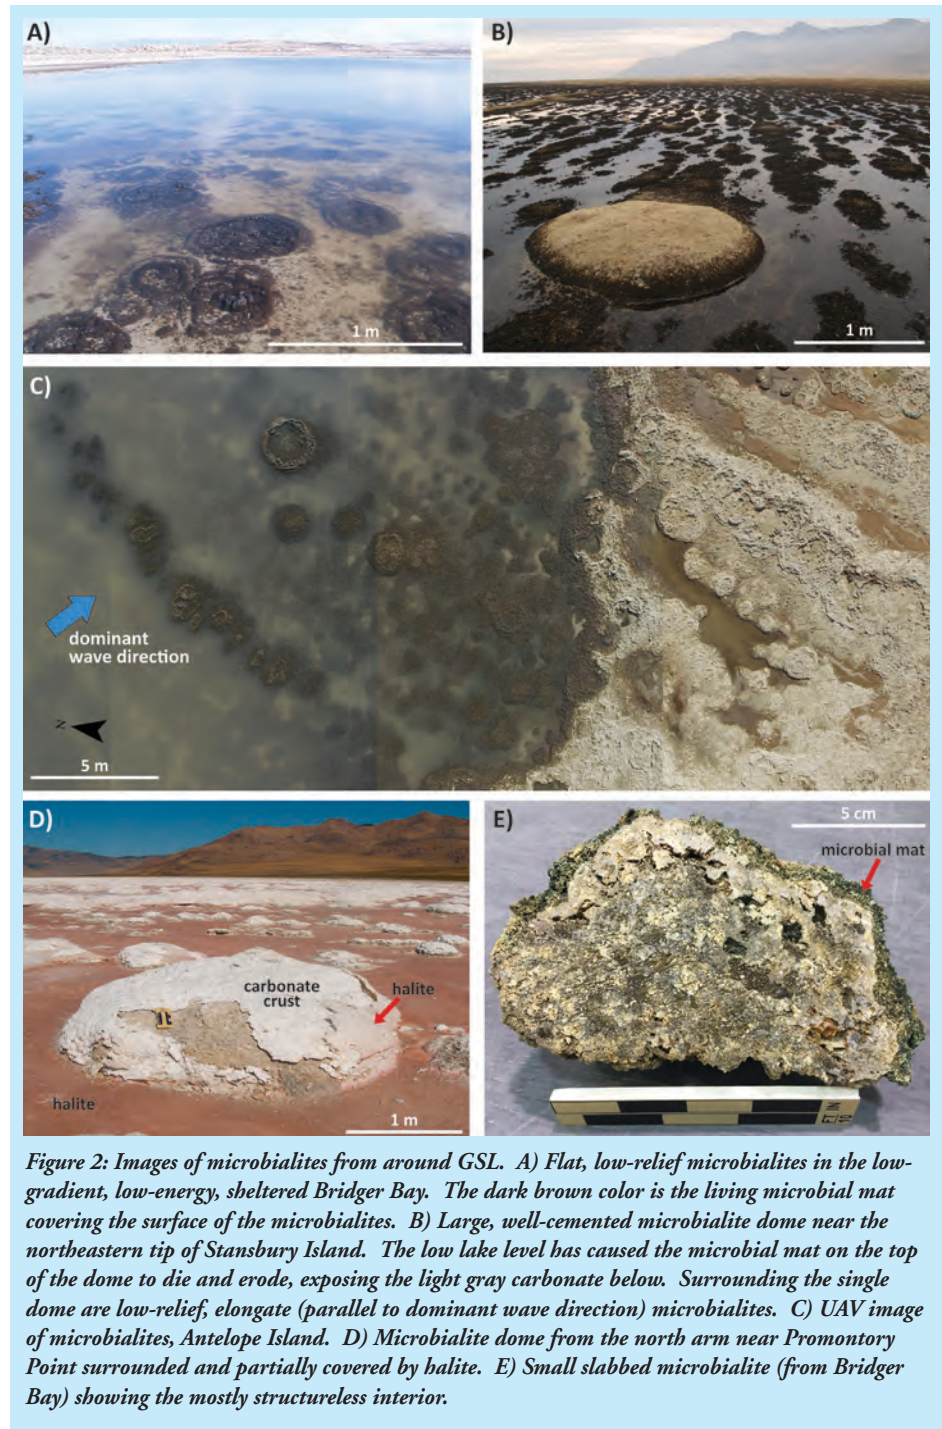 A)
B)
1 m
1 m
C)
dominant
wave direction
N
5 m
D)
carbonate
crust
halite
halite
1 m
E)
5 cm
microbial mat
FT IN
10
Figure 2: Images of microbialites from around GSL. A) Flat, low-relief microbialites in the low-
gradient, low-energy, sheltered Bridger Bay. The dark brown color is the living microbial mat
covering the surface of the microbialites. B) Large, well-cemented microbialite dome near the
northeastern tip of Stansbury Island. The low lake level has caused the microbial mat on the top
of the dome to die and erode, exposing the light gray carbonate below. Surrounding the single
dome are low-relief, elongate (parallel to dominant wave direction) microbialites. C) UAV image
of microbialites, Antelope Island. D) Microbialite dome from the north arm near Promontory
Point surrounded and partially covered by halite. E) Small slabbed microbialite (from Bridger
Bay) showing the mostly structureless interior.